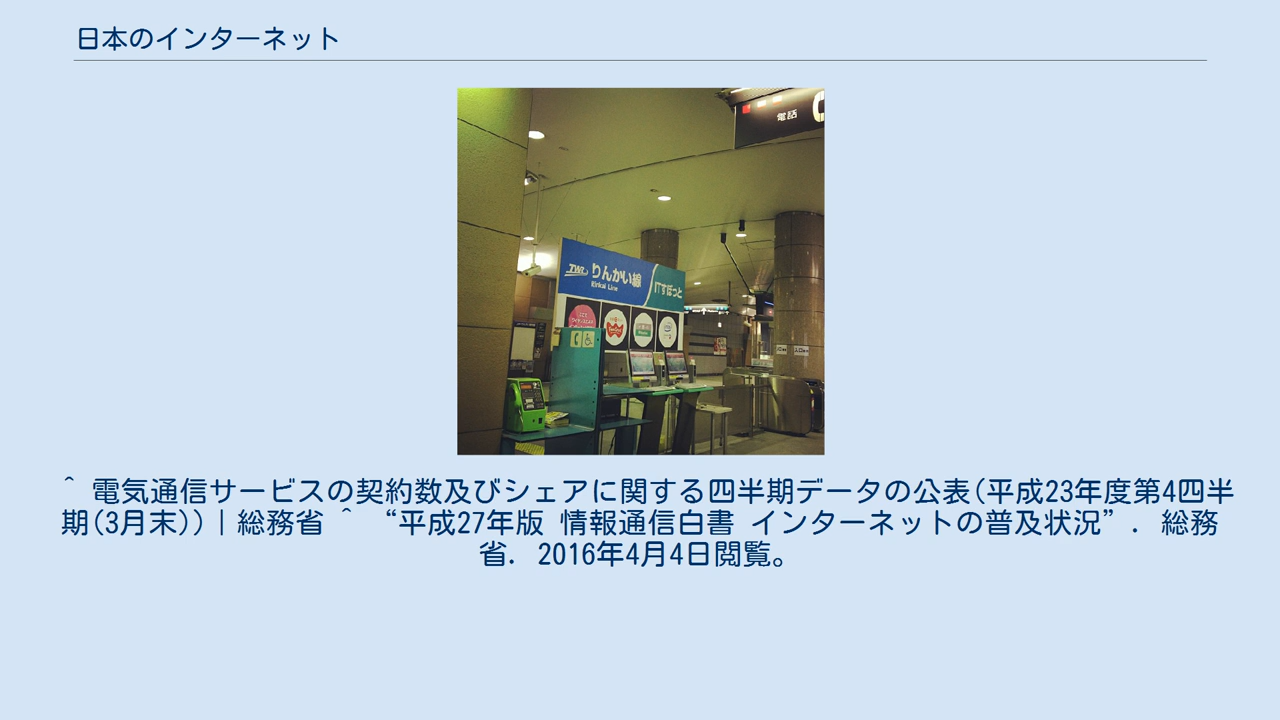 日本のインターネット
電話
TWR りんかい線
Rinkai Line
ITすぽっと
^ 電気通信サービスの契約数及びシェアに関する四半期データの公表(平成23年度第4四半
期(3月末))|総務省 ^ “平成27年版 情報通信白書 インターネットの普及状況”. 総務
省. 2016年4月4日閲覧。